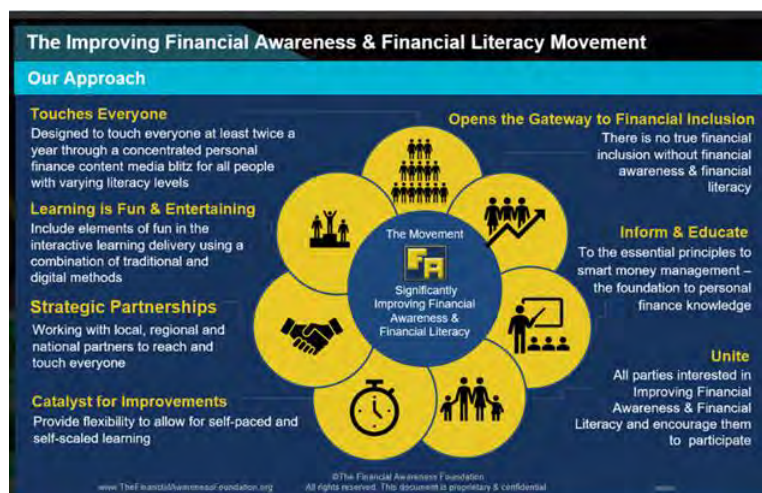 The Improving Financial Awareness & Financial Literacy Movement
Our Approach
Touches Everyone
Designed to touch everyone at least twice a
year through a concentrated personal
finance content media blitz for all people
with varying literacy levels
Learning is Fun & Entertaining
Include elements of fun in the
interactive learning delivery using a
combination of traditional and
digital methods
Strategic Partnerships
Working with local, regional and
national partners to reach and
touch everyone
Catalyst for Improvements
Provide flexibility to allow for self-paced and
self-scaled learning
The Movement
FA
Significantly
Improving Financial
Awareness &
Financial Literacy
Opens the Gateway to Financial Inclusion
There is no true financial
inclusion without financial
awareness & financial
literacy
Inform & Educate
To the essential principles to
smart money management –
the foundation to personal
finance knowledge
Unite
All parties interested in
Improving Financial
Awareness & Financial
Literacy and encourage them
to participate
www.TheFinancialAwarenessFoundation.org
©The Financial Awareness Foundation
All rights reserved. This document is proprietary & confidential